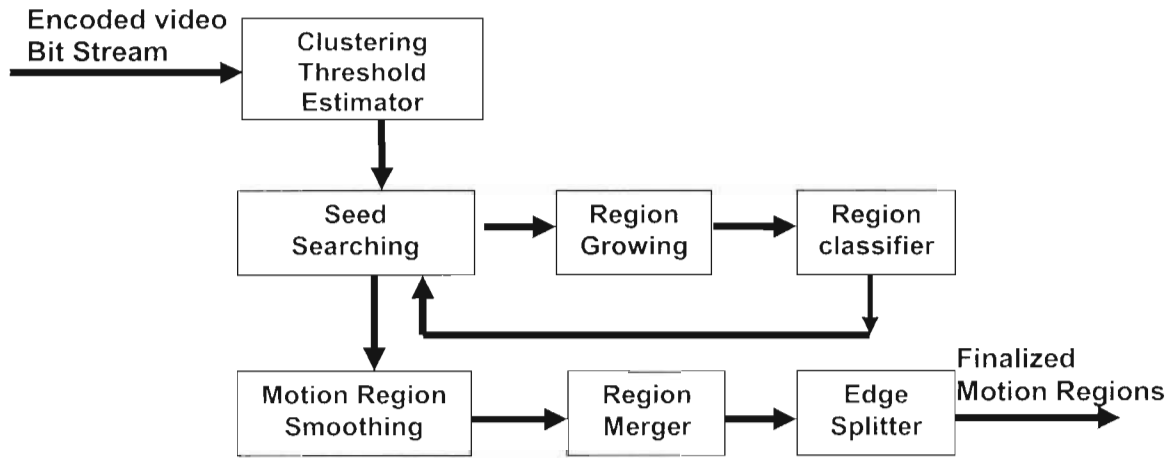 Encoded video
Bit Stream
Clustering
Threshold
Estimator
Seed
Searching
Region
Growing
Region
classifier
Motion Region
Smoothing
Region
Merger
Edge
Splitter
Finalized
Motion Regions